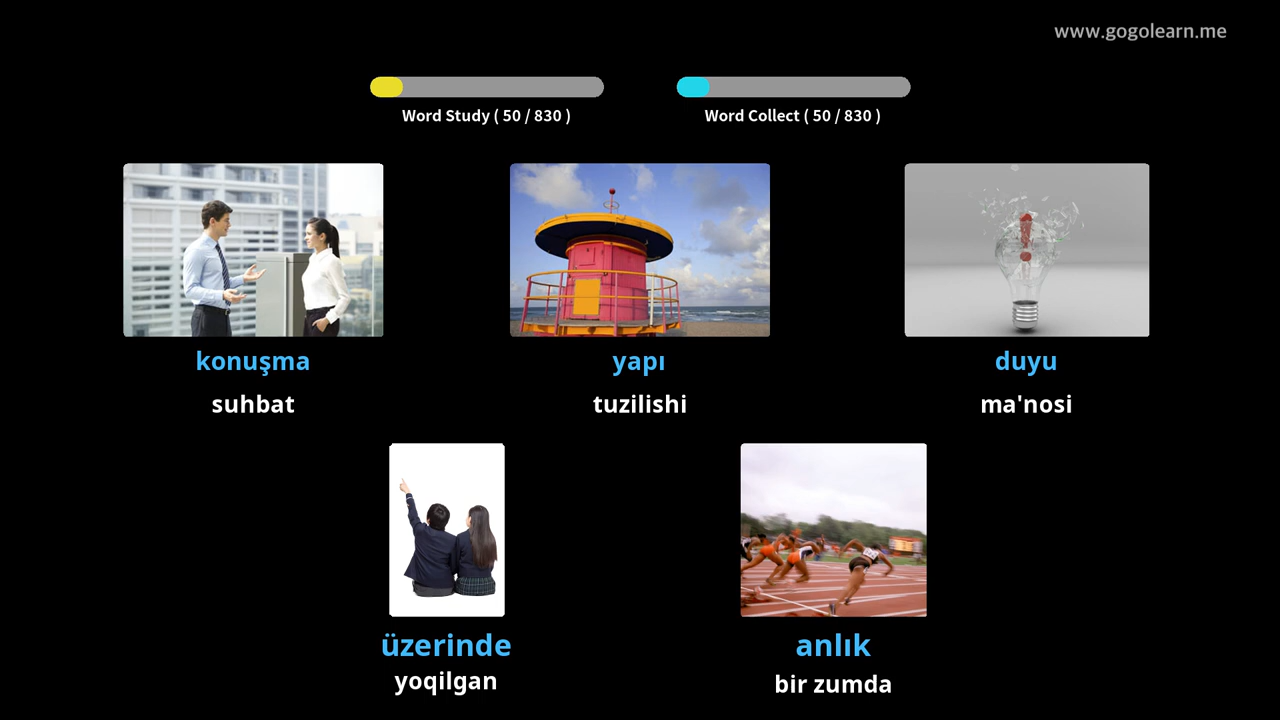 www.gogolearn.me
Word Study ( 50 / 830 )
Word Collect ( 50 / 830 )
konuşma
yapı
duyu
suhbat
tuzilishi
ma'nosi
üzerinde
anlık
yoqilgan
bir zumda